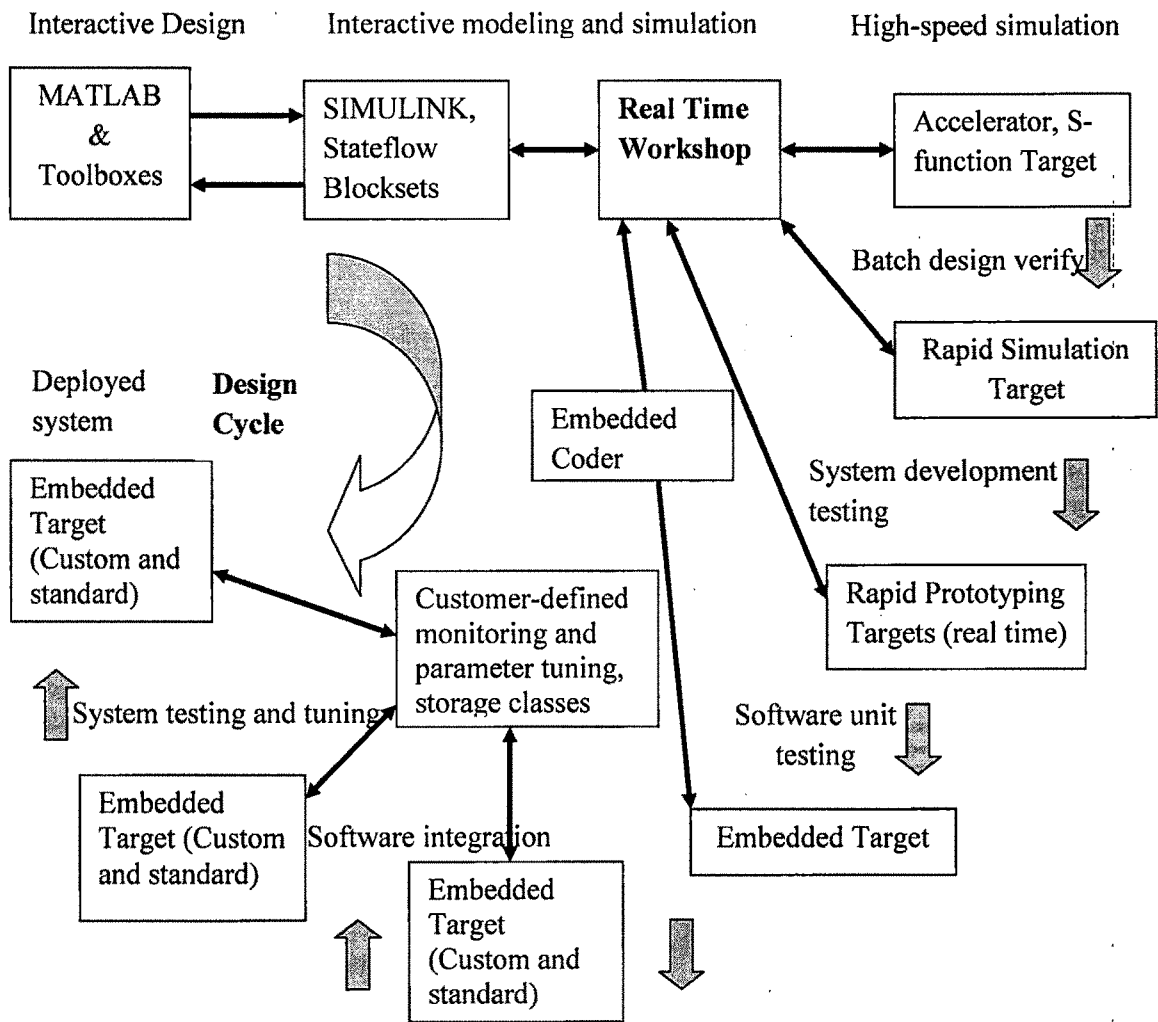 Interactive Design
Interactive modeling and simulation
High-speed simulation
MATLAB
&
Toolboxes
SIMULINK,
Stateflow
Blocksets
Real Time
Workshop
Accelerator, S-
function Target
Batch design verify
Rapid Simulation
Target
Deployed
system
Design
Cycle
Embedded
Coder
System development
testing
Embedded
Target
(Custom and
standard)
Customer-defined
monitoring and
parameter tuning,
storage classes
Rapid Prototyping
Targets (real time)
System testing and tuning
Software unit
testing
Embedded
Target (Custom
and standard)
Software integration
Embedded Target
Embedded
Target
(Custom and
standard)